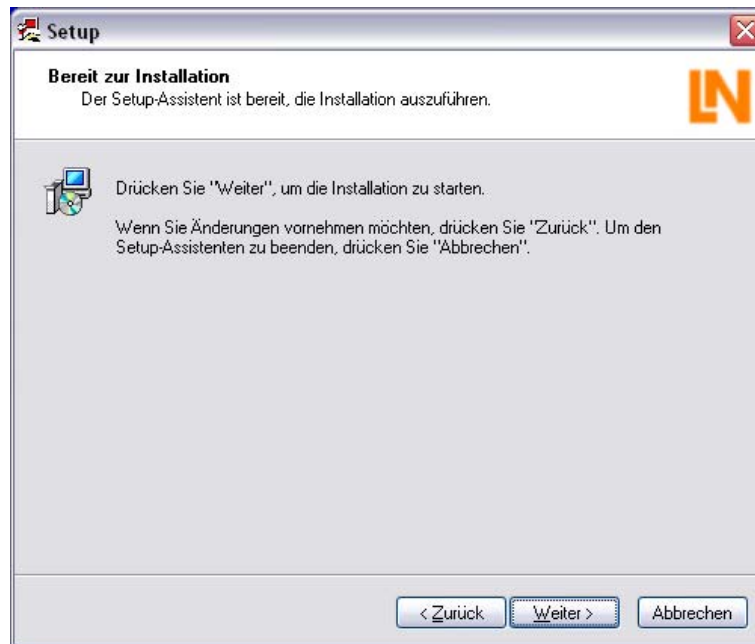 Setup
Bereit zur Installation
Der Setup-Assistent ist bereit, die Installation auszuführen.
LN
Drücken Sie "Weiter", um die Installation zu starten.
Wenn Sie Änderungen vornehmen möchten, drücken Sie "Zurück". Um den
Setup-Assistenten zu beenden, drücken Sie "Abbrechen".
< Zurück
Weiter >
Abbrechen